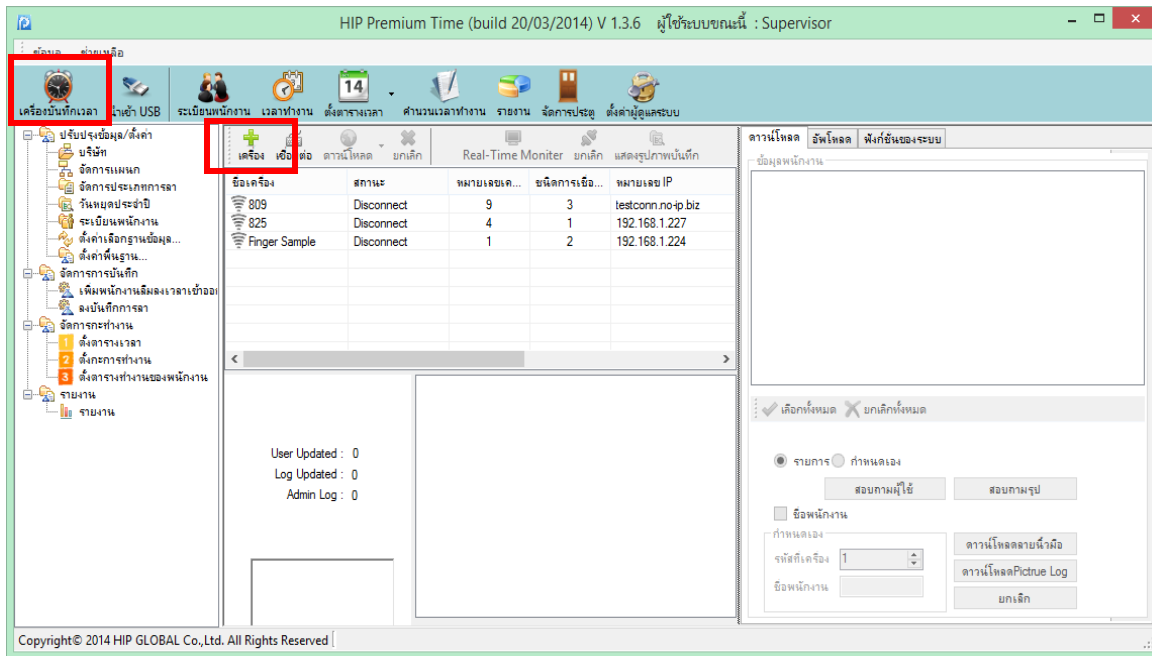 HIP Premium Time (build 20/03/2014) V 1.3.6 ผู้ใช้ระบบขณะนี้ : Supervisor
ข้อมูล ช่วยเหลือ
เครื่องบันทึกเวลา นำเข้า USB ระเบียนพนักงาน เวลาทำงาน 14 ตั้งตารางเวลา คำนวนเวลาทำงาน รายงาน จัดการประตู ตั้งค่าผู้ดูแลระบบ
ปรับปรุงข้อมูล/ตั้งค่า
บริษัท
จัดการแผนก
จัดการประเภทการลา
วันหยุดประจำปี
ระเบียนพนักงาน
ตั้งค่าเลือกฐานข้อมูล...
ตั้งค่าพื้นฐาน...
จัดการการบันทึก
เพิ่มพนักงานลืมลงเวลาเข้าออก
ลงบันทึกการลา
จัดการกะทำงาน
1 ตั้งตารางเวลา
2 ตั้งกะการทำงาน
3 ตั้งตารางทำงานของพนักงาน
รายงาน
รายงาน
เครื่อง เชื่อมต่อ ดาวน์โหลด ยกเลิก Real-Time Moniter ยกเลิก แสดงรูปภาพบันทึก
ชื่อเครื่อง สถานะ หมายเลขเค... ชนิดการเชื่อ... หมายเลข IP
809 Disconnect 9 3 testconn.no-ip.biz
825 Disconnect 4 1 192.168.1.227
Finger Sample Disconnect 1 2 192.168.1.224
User Updated : 0
Log Updated : 0
Admin Log : 0
ดาวน์โหลด อัพโหลด ฟังก์ชันของระบบ
ข้อมูลพนักงาน
เลือกทั้งหมด ยกเลิกทั้งหมด
รายการ กำหนดเอง
สอบถามผู้ใช้ สอบถามรูป
ชื่อพนักงาน
กำหนดเอง
รหัสที่เครื่อง 1
ชื่อพนักงาน
ดาวน์โหลดลายนิ้วมือ
ดาวน์โหลดPictrue Log
ยกเลิก
Copyright© 2014 HIP GLOBAL Co.,Ltd. All Rights Reserved